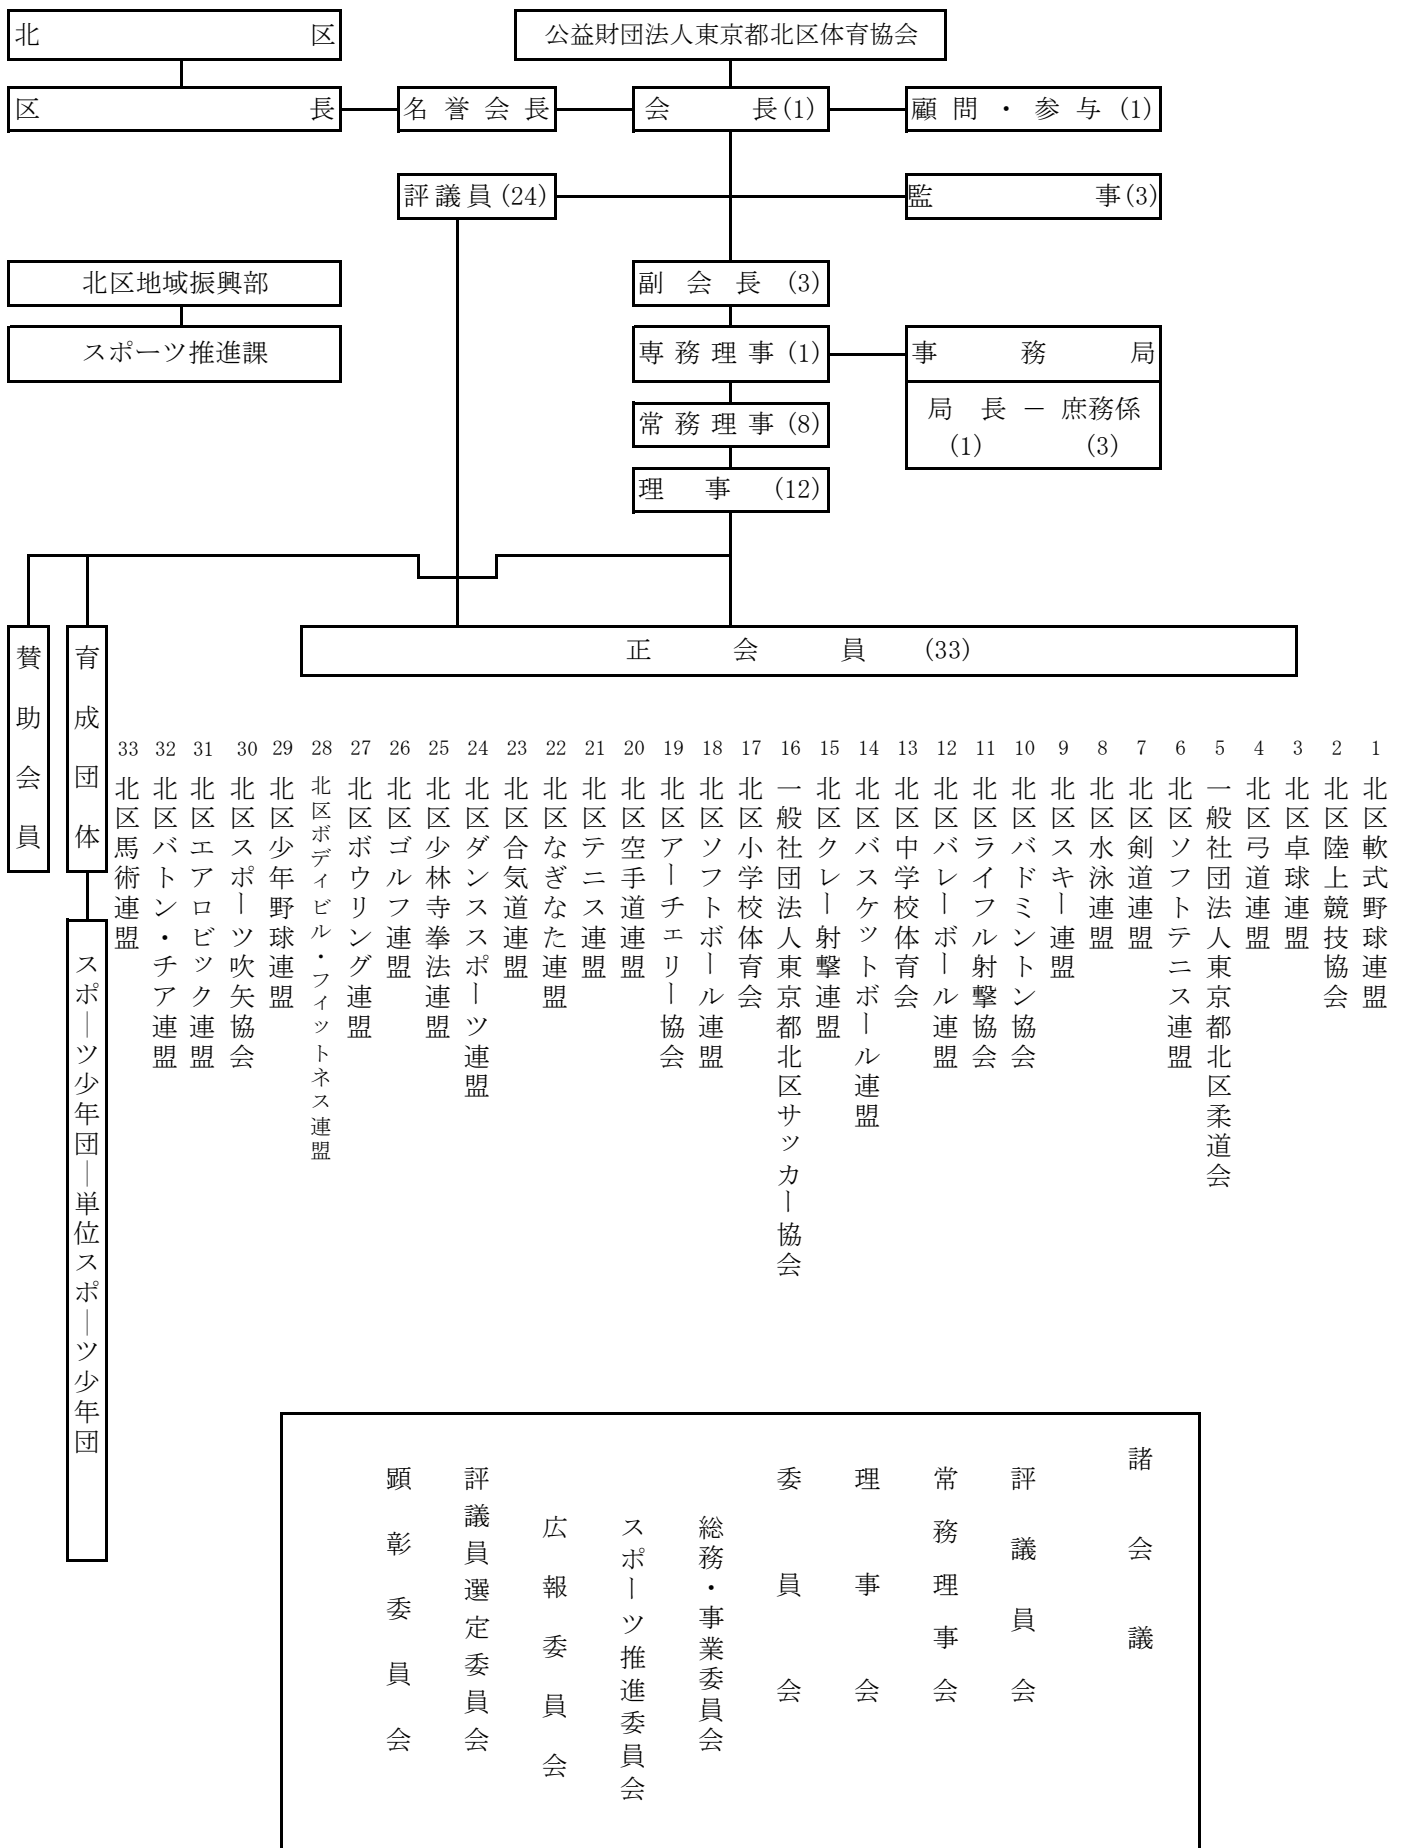 北区
公益財団法人東京都北区体育協会
区長
名誉会長
会長(1)
顧問・参与(1)
評議員(24)
監事(3)
北区地域振興部
副会長(3)
スポーツ推進課
専務理事(1)
事務局
局長－庶務係
(1) (3)
常務理事(8)
理事(12)
正会員(33)
1 北区軟式野球連盟
2 北区陸上競技協会
3 北区卓球連盟
4 北区弓道連盟
5 一般社団法人東京都北区柔道会
6 北区ソフトテニス連盟
7 北区剣道連盟
8 北区水泳連盟
9 北区スキー連盟
10 北区バドミントン協会
11 北区ライフル射撃協会
12 北区バレーボール連盟
13 北区中学校体育会
14 北区バスケットボール連盟
15 北区クレー射撃連盟
16 一般社団法人東京都北区サッカー協会
17 北区小学校体育会
18 北区ソフトボール連盟
19 北区アーチェリー協会
20 北区空手道連盟
21 北区テニス連盟
22 北区なぎなた連盟
23 北区合気道連盟
24 北区ダンススポーツ連盟
25 北区少林寺拳法連盟
26 北区ゴルフ連盟
27 北区ボウリング連盟
28 北区ボディビル・フィットネス連盟
29 北区少年野球連盟
30 北区スポーツ吹矢協会
31 北区エアロビック連盟
32 北区バトン・チア連盟
33 北区馬術連盟
育成団体
賛助会員
スポーツ少年団―単位スポーツ少年団
諸会議
評議員会
常務理事会
理事会
委員会
総務・事業委員会
スポーツ推進委員会
広報委員会
評議員選定委員会
顕彰委員会